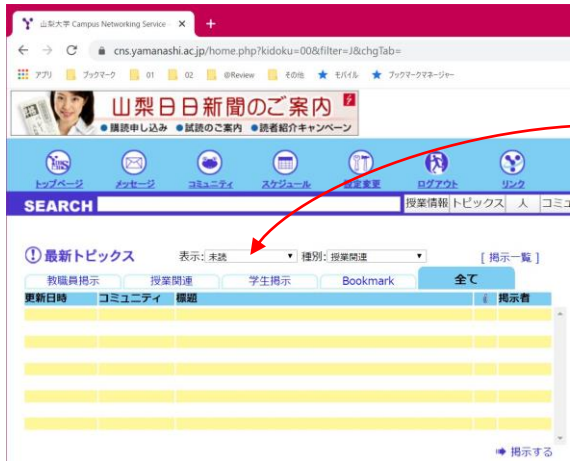 山梨大学 Campus Networking Service
cns.yamanashi.ac.jp/home.php?kidoku=00&filter=J&chgTab=
アプリ ブックマーク 01 02 @Review その他 モバイル ブックマークマネージャー
山梨日日新聞のご案内
●購読申し込み ●試読のご案内 ●読者紹介キャンペーン
トップページ メッセージ コミュニティ スケジュール 設定変更 ログアウト リンク
SEARCH 授業情報 トピックス 人 コミュ
最新トピックス 表示: 未読 種別: 授業関連 [ 掲示一覧 ]
教職員掲示 授業関連 学生掲示 Bookmark 全て
更新日時 コミュニティ 標題 i 掲示者
掲示する